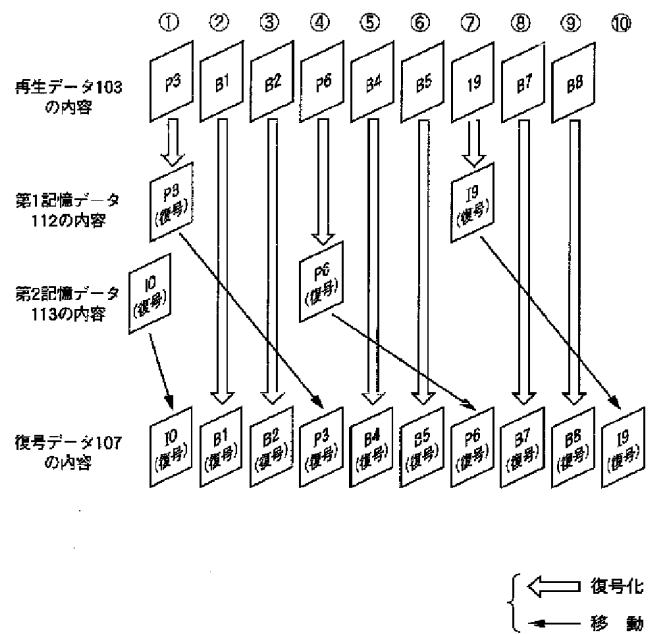 ① ② ③ ④ ⑤ ⑥ ⑦ ⑧ ⑨ ⑩
再生データ103
の内容
P3 B1 B2 P6 B4 B5 19 B7 B8
第1記憶データ
112の内容
P3
(復号)
I9
(復号)
第2記憶データ
113の内容
I0
(復号)
P6
(復号)
復号データ107
の内容
I0 B1 B2 P3 B4 B5 P6 B7 B8 I9
(復号) (復号) (復号) (復号) (復号) (復号) (復号) (復号) (復号) (復号)
復号化
移 動